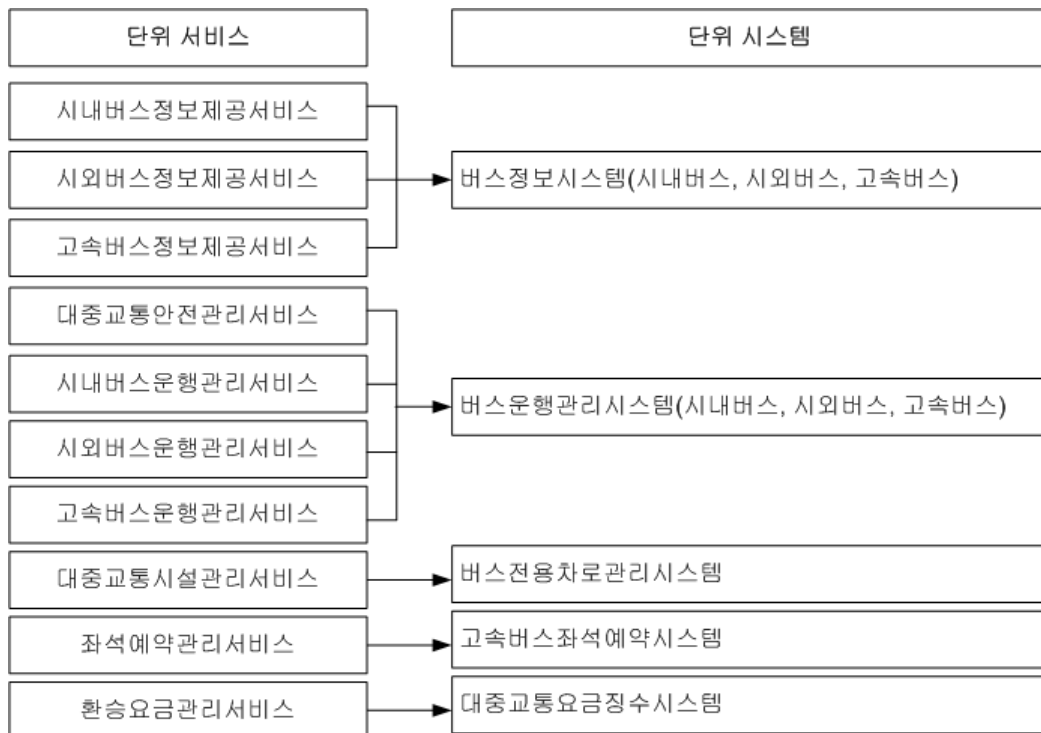 단위 서비스
단위 시스템
시내버스정보제공서비스
시외버스정보제공서비스
버스정보시스템(시내버스, 시외버스, 고속버스)
고속버스정보제공서비스
대중교통안전관리서비스
시내버스운행관리서비스
버스운행관리시스템(시내버스, 시외버스, 고속버스)
시외버스운행관리서비스
고속버스운행관리서비스
대중교통시설관리서비스
버스전용차로관리시스템
좌석예약관리서비스
고속버스좌석예약시스템
환승요금관리서비스
대중교통요금징수시스템